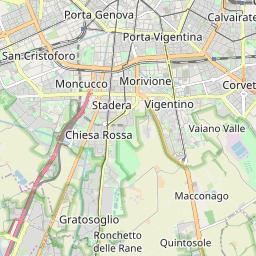 Porta Genova
Calvairate
Porta Vigentina
San Cristoforo
Moncucco
Morivione
Corvet
Stadera
Vigentino
Vaiano Valle
Chiesa Rossa
Macconago
Gratosoglio
Ronchetto
delle Rane
Quintosole